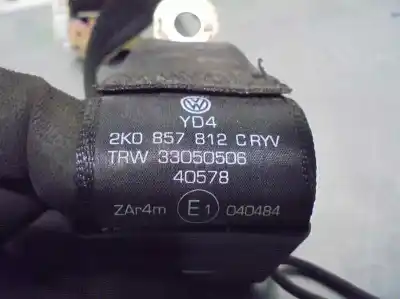 YD4
2K0 857 812 C RYV
TRW 33050506
40578
ZAr4m E1 040484